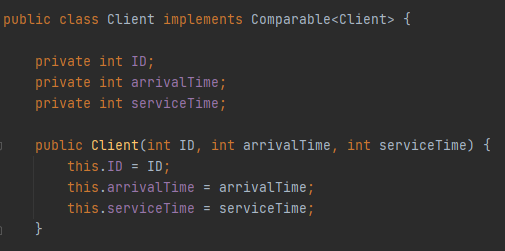 public class Client implements Comparable<Client> {
private int ID;
private int arrivalTime;
private int serviceTime;
public Client(int ID, int arrivalTime, int serviceTime) {
this.ID = ID;
this.arrivalTime = arrivalTime;
this.serviceTime = serviceTime;
}